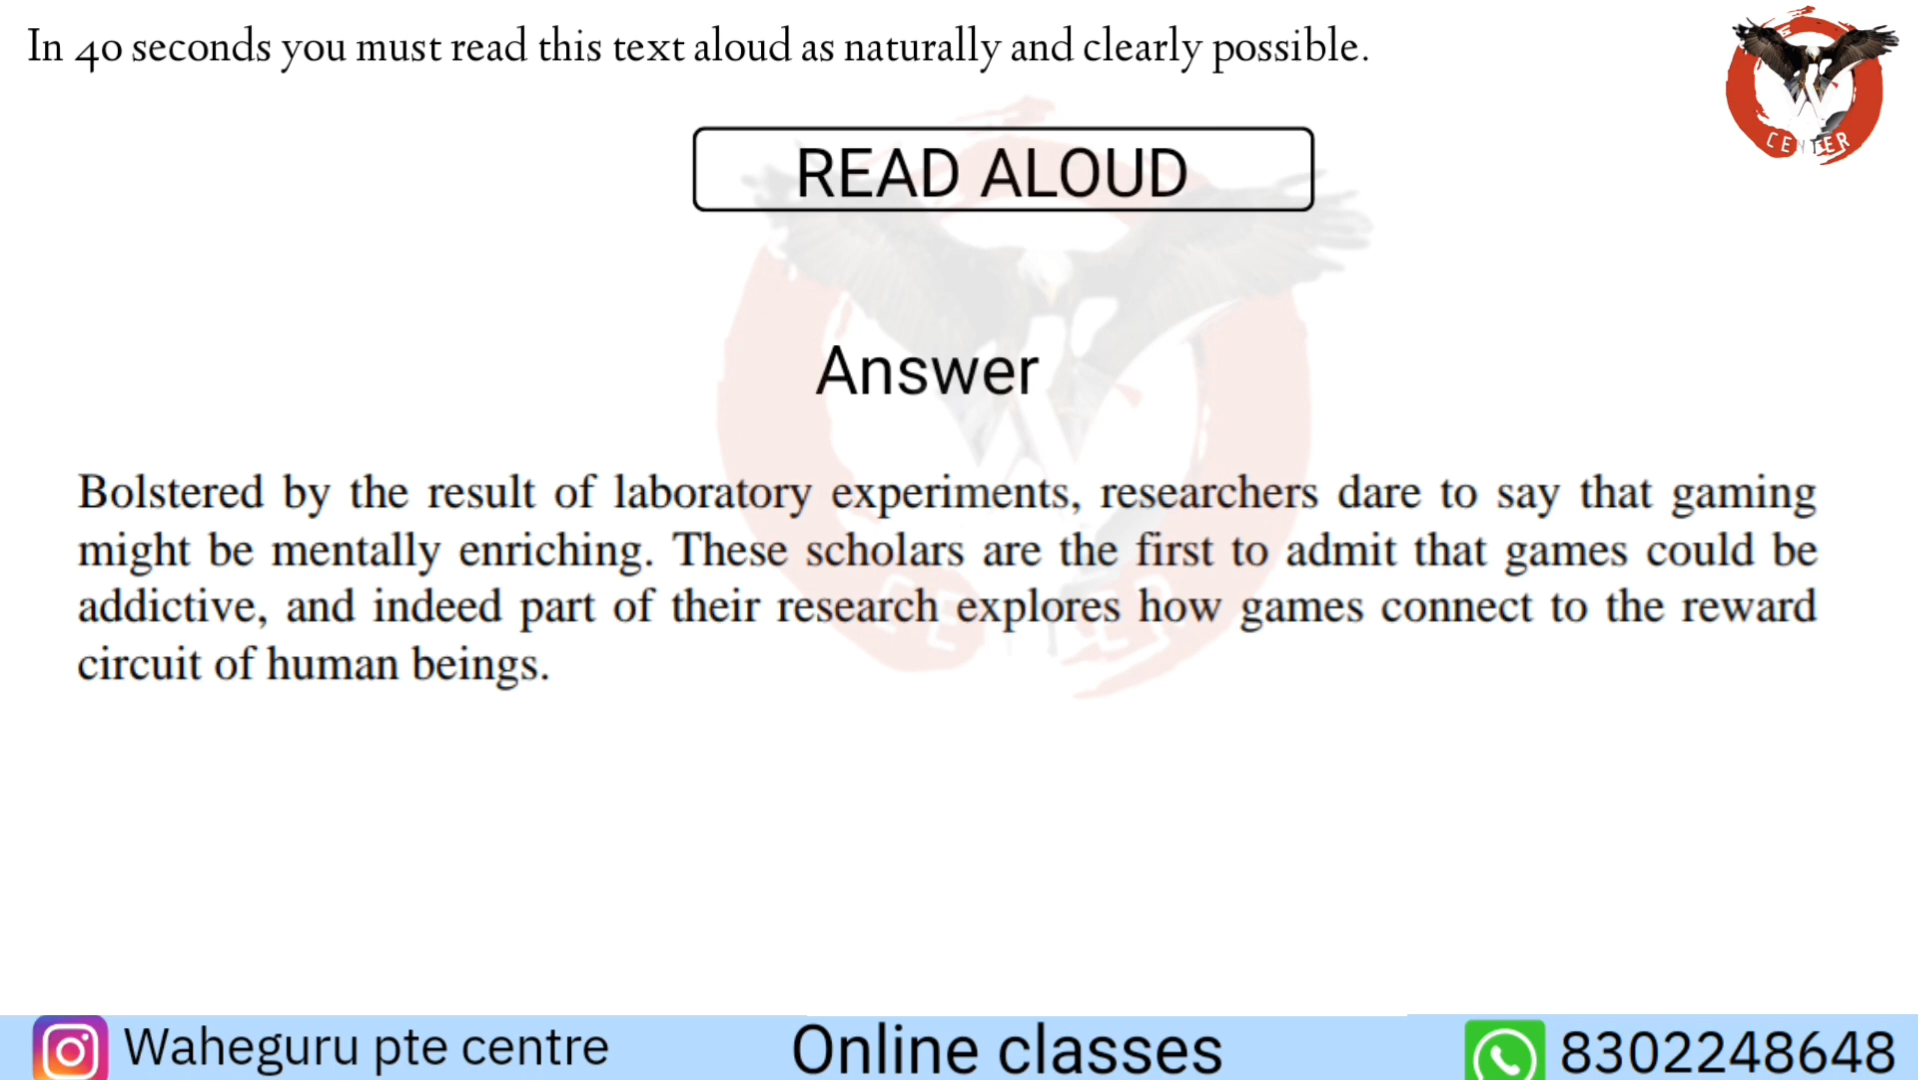 In 40 seconds you must read this text aloud as naturally and clearly possible.
CENTER
READ ALOUD
Answer
Bolstered by the result of laboratory experiments, researchers dare to say that gaming
might be mentally enriching. These scholars are the first to admit that games could be
addictive, and indeed part of their research explores how games connect to the reward
circuit of human beings.
Waheguru pte centre
Online classes
8302248648